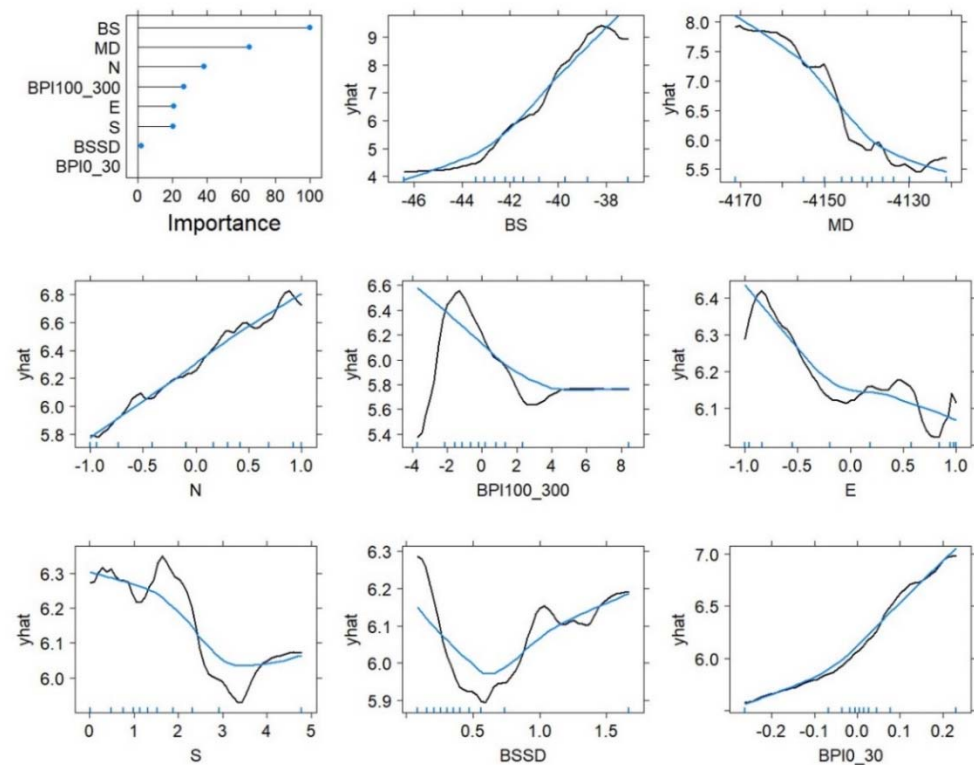 BS
MD
N
BPI100_300
E
S
BSSD
BPI0_30
0 20 40 60 80 100
Importance
yhat
9
8
7
6
5
4
-46 -44 -42 -40 -38
BS
yhat
8.0
7.5
7.0
6.5
6.0
5.5
-4170 -4150 -4130
MD
yhat
6.8
6.6
6.4
6.2
6.0
5.8
-1.0 -0.5 0.0 0.5 1.0
N
yhat
6.6
6.4
6.2
6.0
5.8
5.6
5.4
-4 -2 0 2 4 6 8
BPI100_300
yhat
6.4
6.3
6.2
6.1
-1.0 -0.5 0.0 0.5 1.0
E
yhat
6.3
6.2
6.1
6.0
0 1 2 3 4 5
S
yhat
6.3
6.2
6.1
6.0
5.9
0.5 1.0 1.5
BSSD
yhat
7.0
6.5
6.0
-0.2 -0.1 0.0 0.1 0.2
BPI0_30